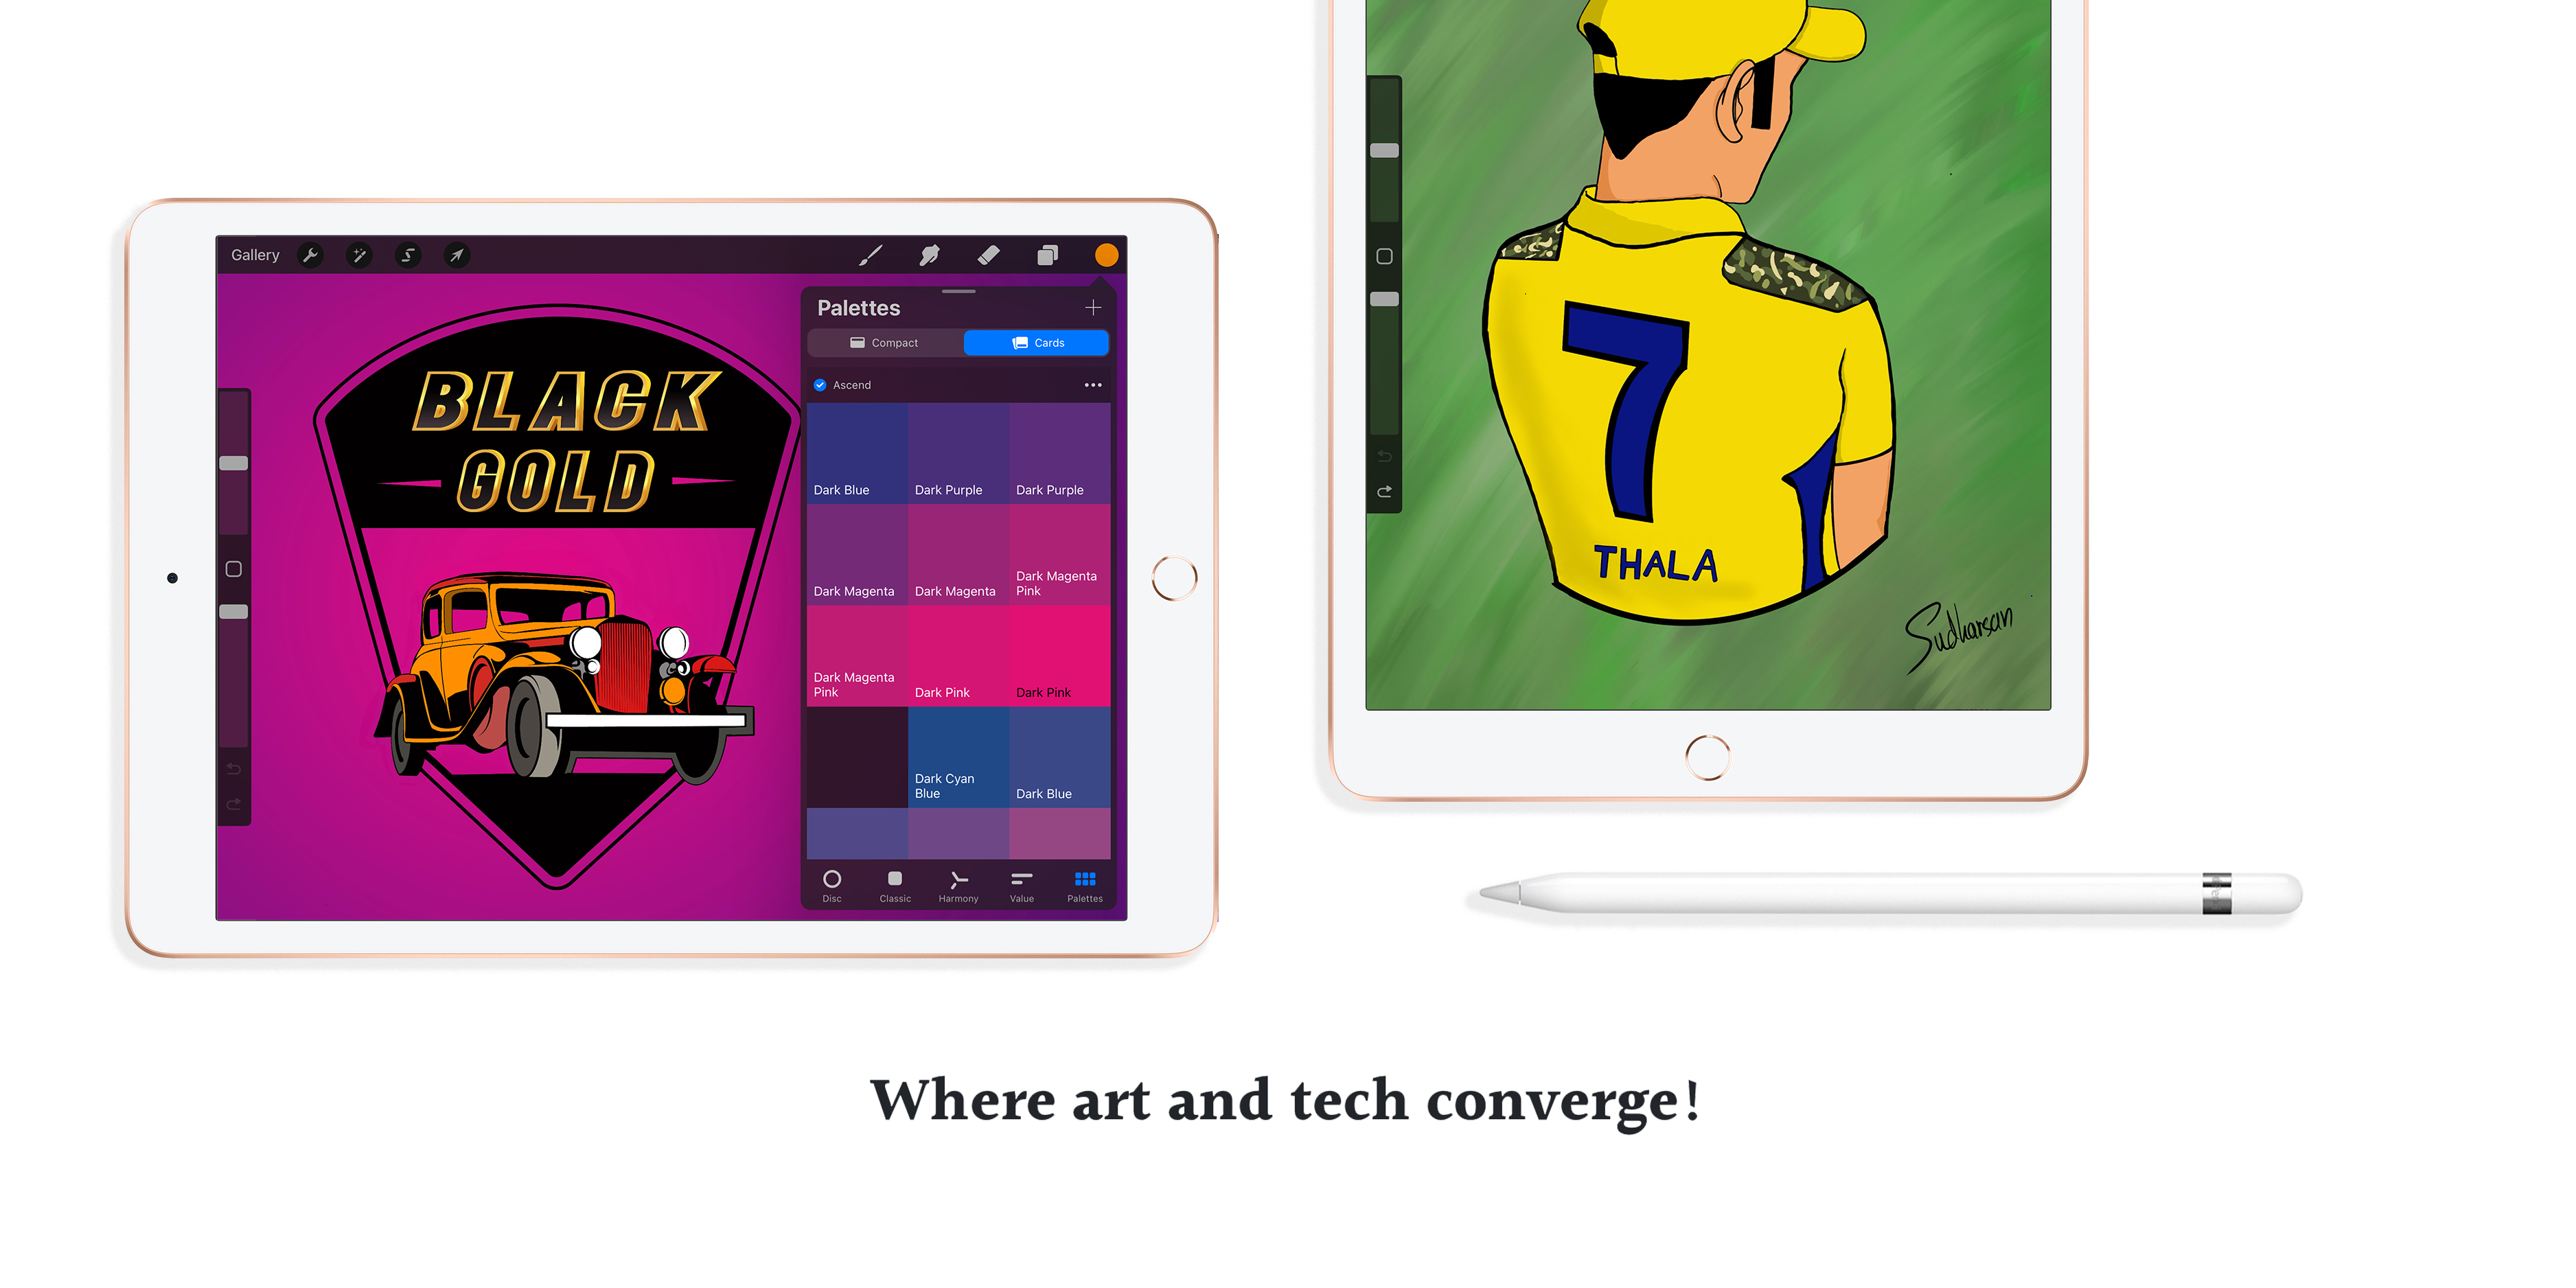 Gallery
BLACK
GOLD
Palettes
Compact
Cards
Ascend
Dark Blue
Dark Purple
Dark Purple
Dark Magenta
Dark Magenta
Dark Magenta
Pink
Dark Magenta
Pink
Dark Pink
Dark Pink
Dark Cyan
Blue
Dark Blue
Disc
Classic
Harmony
Value
Palettes
7
THALA
Sudharsan
Where art and tech converge!